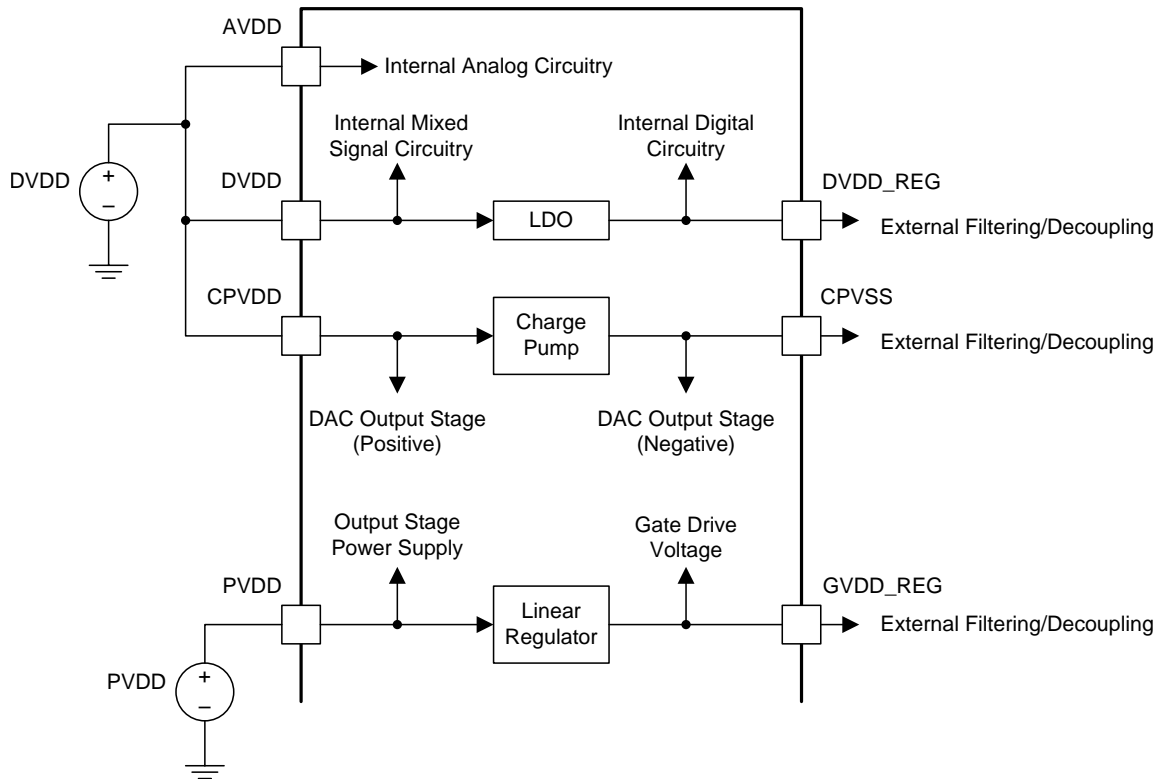 AVDD
Internal Analog Circuitry
Internal Mixed
Signal Circuitry
Internal Digital
Circuitry
DVDD
+
−
DVDD
LDO
DVDD_REG
External Filtering/Decoupling
CPVDD
Charge
Pump
CPVSS
External Filtering/Decoupling
DAC Output Stage
(Positive)
DAC Output Stage
(Negative)
Output Stage
Power Supply
Gate Drive
Voltage
PVDD
Linear
Regulator
GVDD_REG
External Filtering/Decoupling
PVDD
+
−